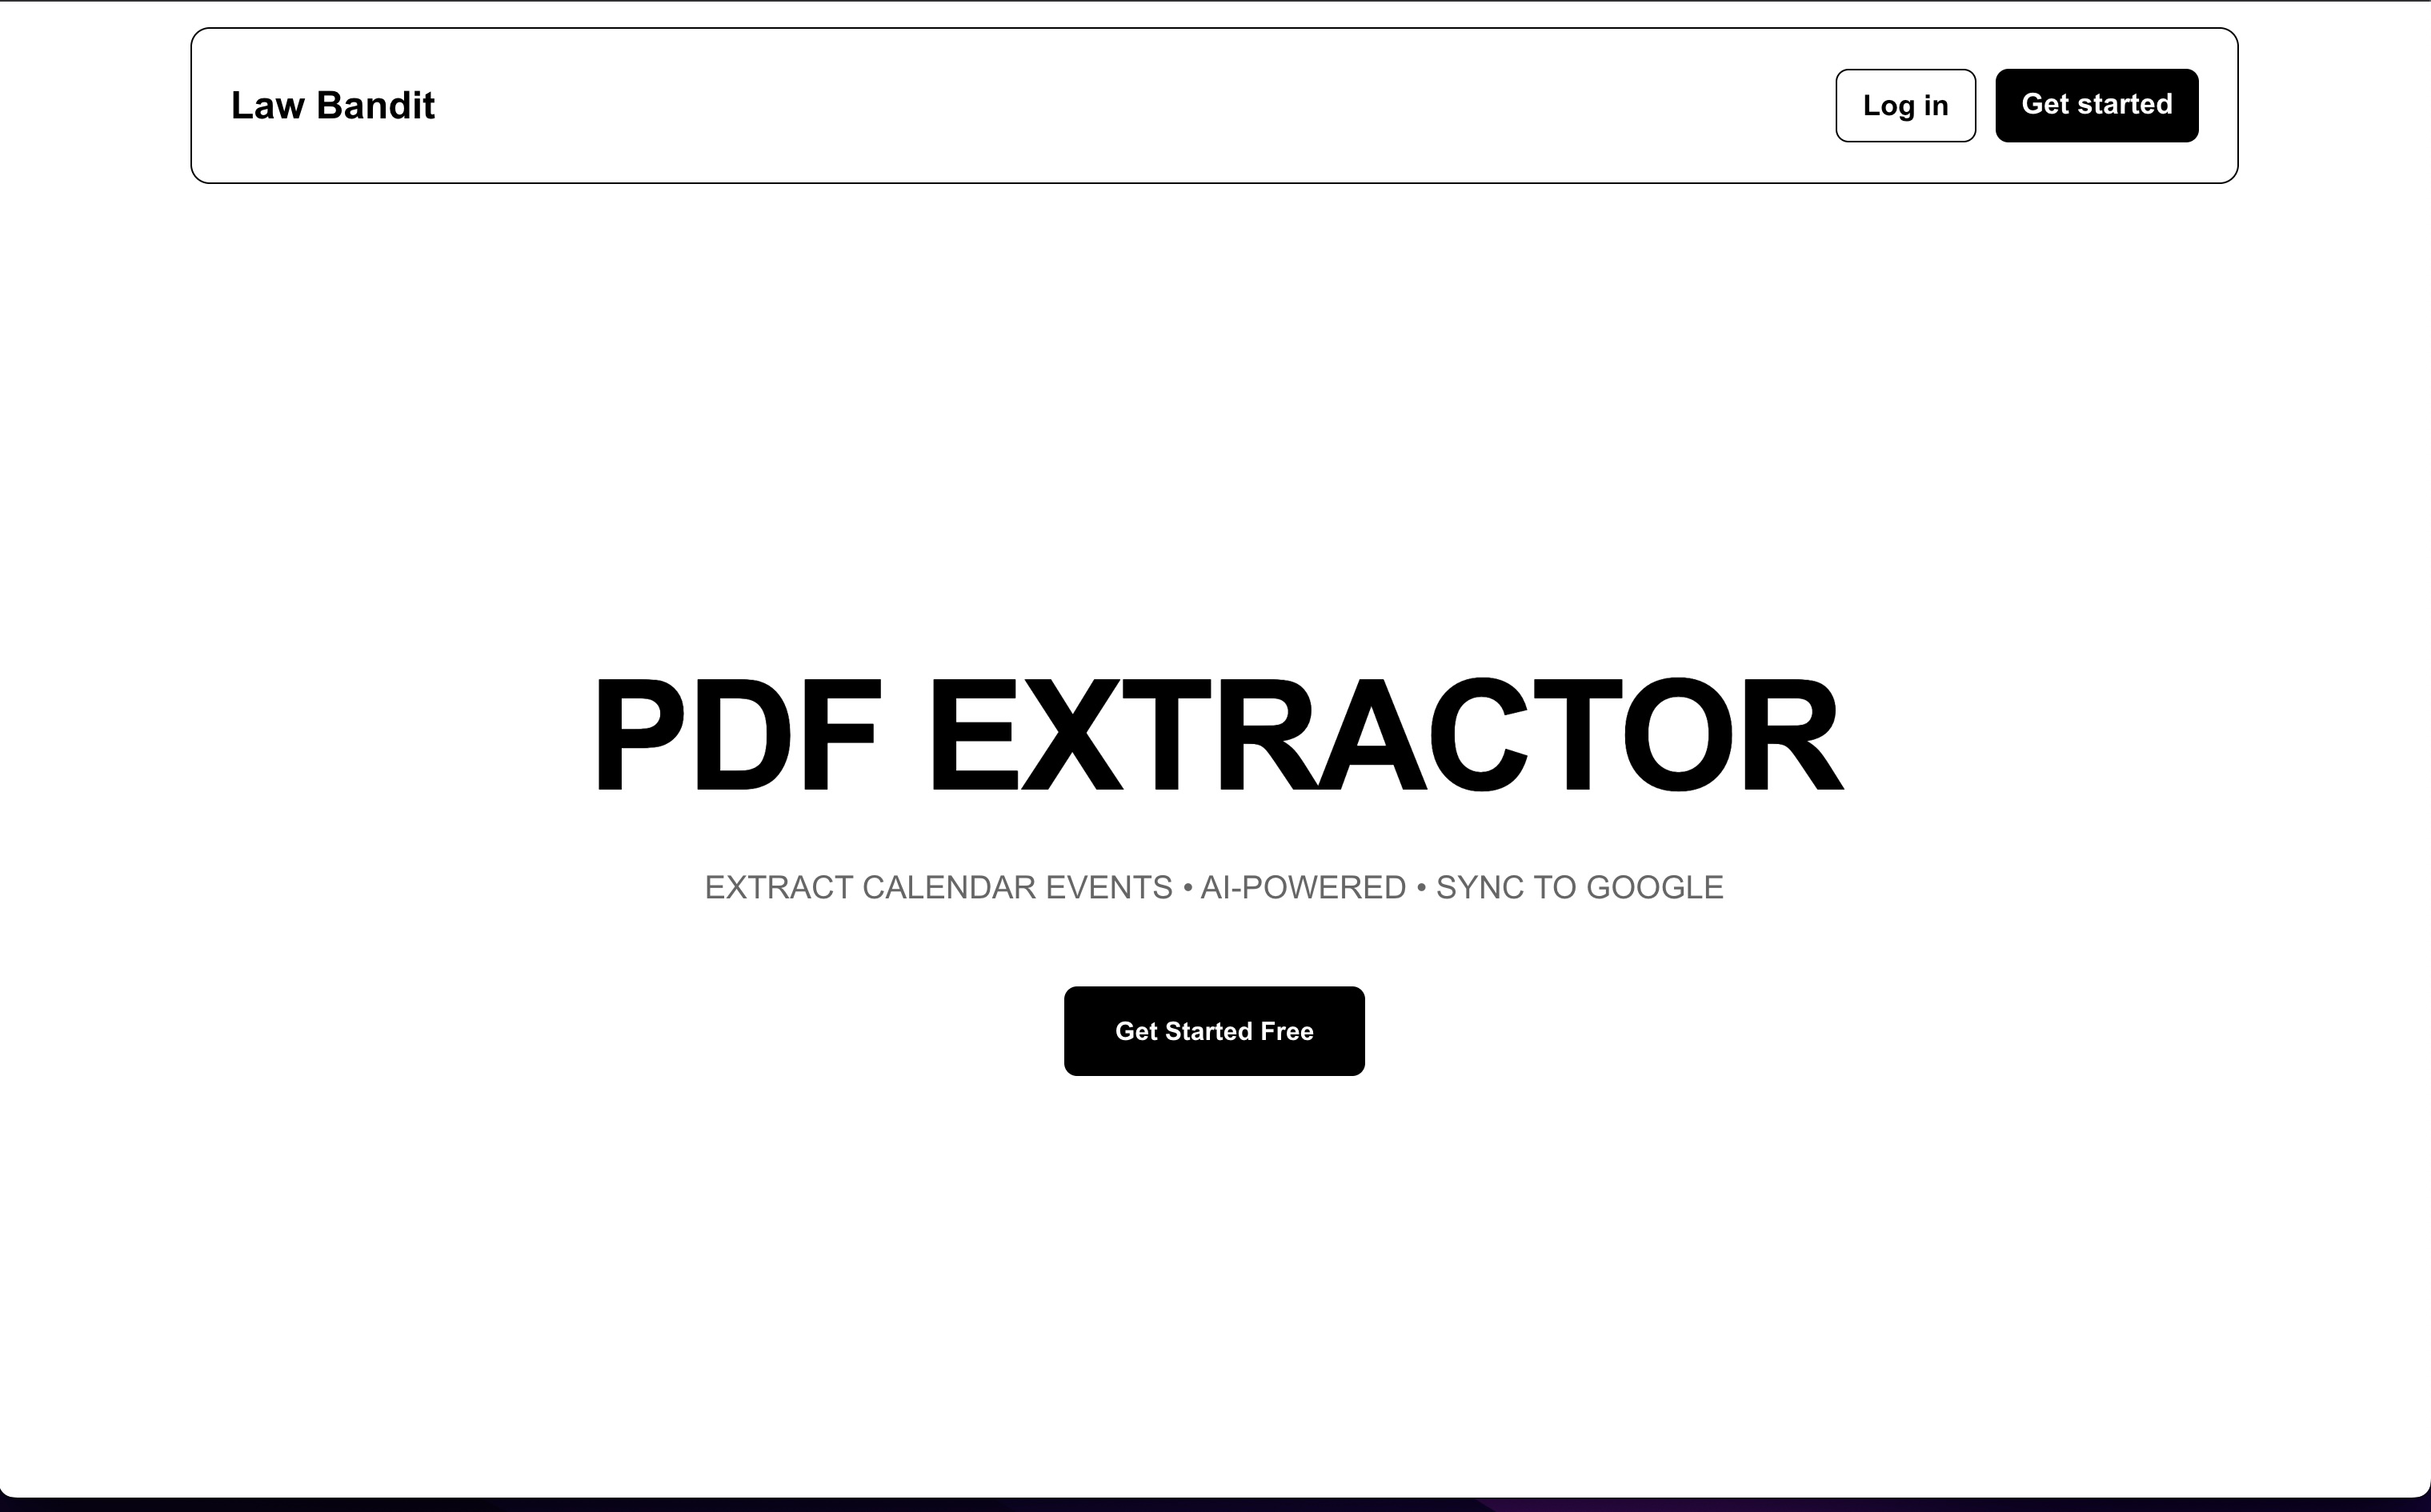 Law Bandit
Log in
Get started
PDF EXTRACTOR
EXTRACT CALENDAR EVENTS • AI-POWERED • SYNC TO GOOGLE
Get Started Free